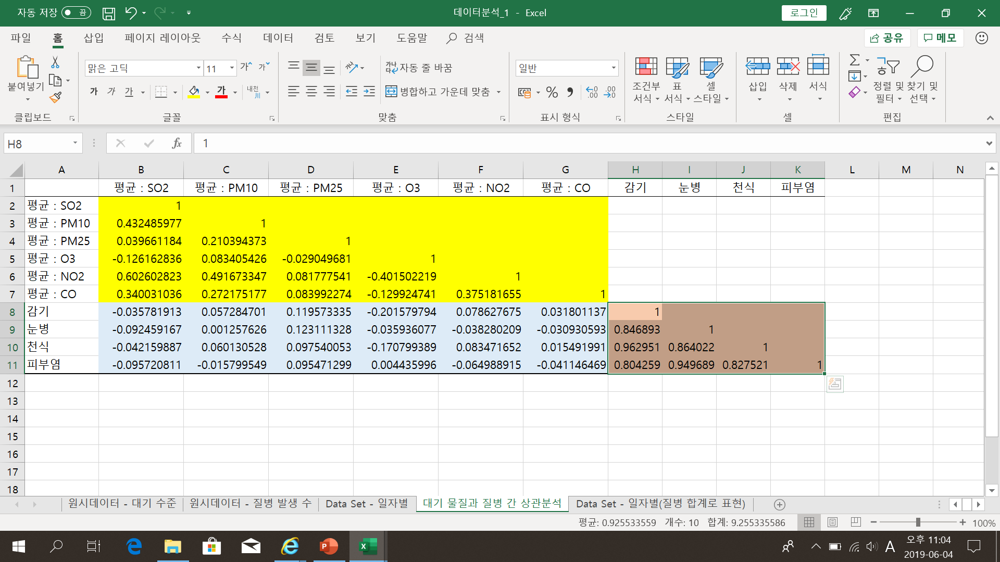 자동 저장 끔 데이터분석_1 - Excel 로그인
파일 홈 삽입 페이지 레이아웃 수식 데이터 검토 보기 도움말 검색 공유 메모
붙여넣기
클립보드
맑은 고딕 11 가 가
가 가 가 가 내천
글꼴
자동 줄 바꿈
병합하고 가운데 맞춤
맞춤
일반
% .00 .00
표시 형식
조건부 서식 표 서식 셀 스타일
스타일
삽입 삭제 서식
셀
정렬 및 필터 찾기 및 선택
편집
H8 fx 1
A B C D E F G H I J K L M N
1 평균 : SO2 평균 : PM10 평균 : PM25 평균 : O3 평균 : NO2 평균 : CO 감기 눈병 천식 피부염
2 평균 : SO2 1
3 평균 : PM10 0.432485977 1
4 평균 : PM25 0.039661184 0.210394373 1
5 평균 : O3 -0.126162836 0.083405426 -0.029049681 1
6 평균 : NO2 0.602602823 0.491673347 0.081777541 -0.401502219 1
7 평균 : CO 0.340031036 0.272175177 0.083992274 -0.129924741 0.375181655 1
8 감기 -0.035781913 0.057284701 0.119573335 -0.201579794 0.078627675 0.031801137 1
9 눈병 -0.092459167 0.001257626 0.123111328 -0.035936077 -0.038280209 -0.030930593 0.846893 1
10 천식 -0.042159887 0.060130528 0.097540053 -0.170799389 0.083471652 0.015491991 0.962951 0.864022 1
11 피부염 -0.095720811 -0.015799549 0.095471299 0.004435996 -0.064988915 -0.041146469 0.804259 0.949689 0.827521 1
12
13
14
15
16
17
18
원시데이터 - 대기 수준 원시데이터 - 질병 발생 수 Data Set - 일자별 대기 물질과 질병 간 상관분석 Data Set - 일자별(질병 합계로 표현)
평균: 0.925533559 개수: 10 합계: 9.255335586 100%
A 오후 11:04
2019-06-04